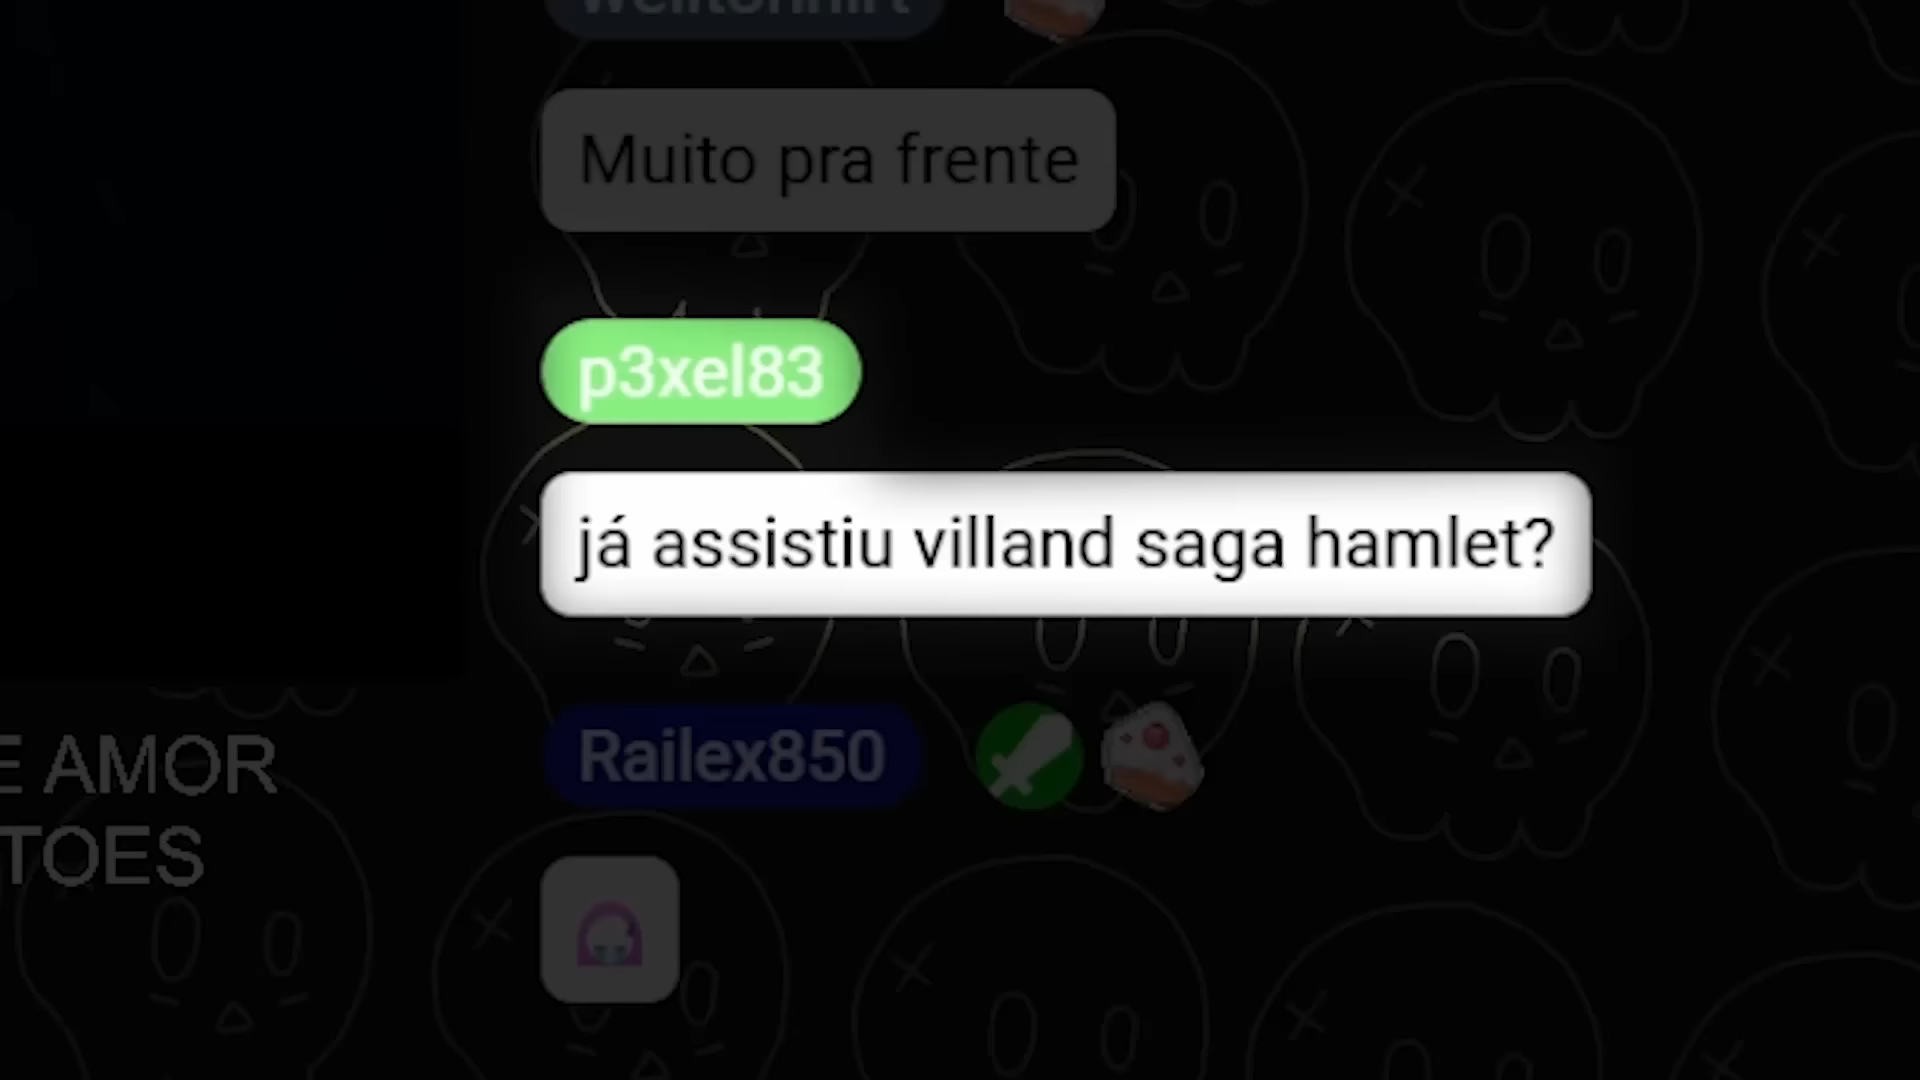 Muito pra frente
p3xel83
já assistiu villand saga hamlet?
Railex850
E AMOR
TOES